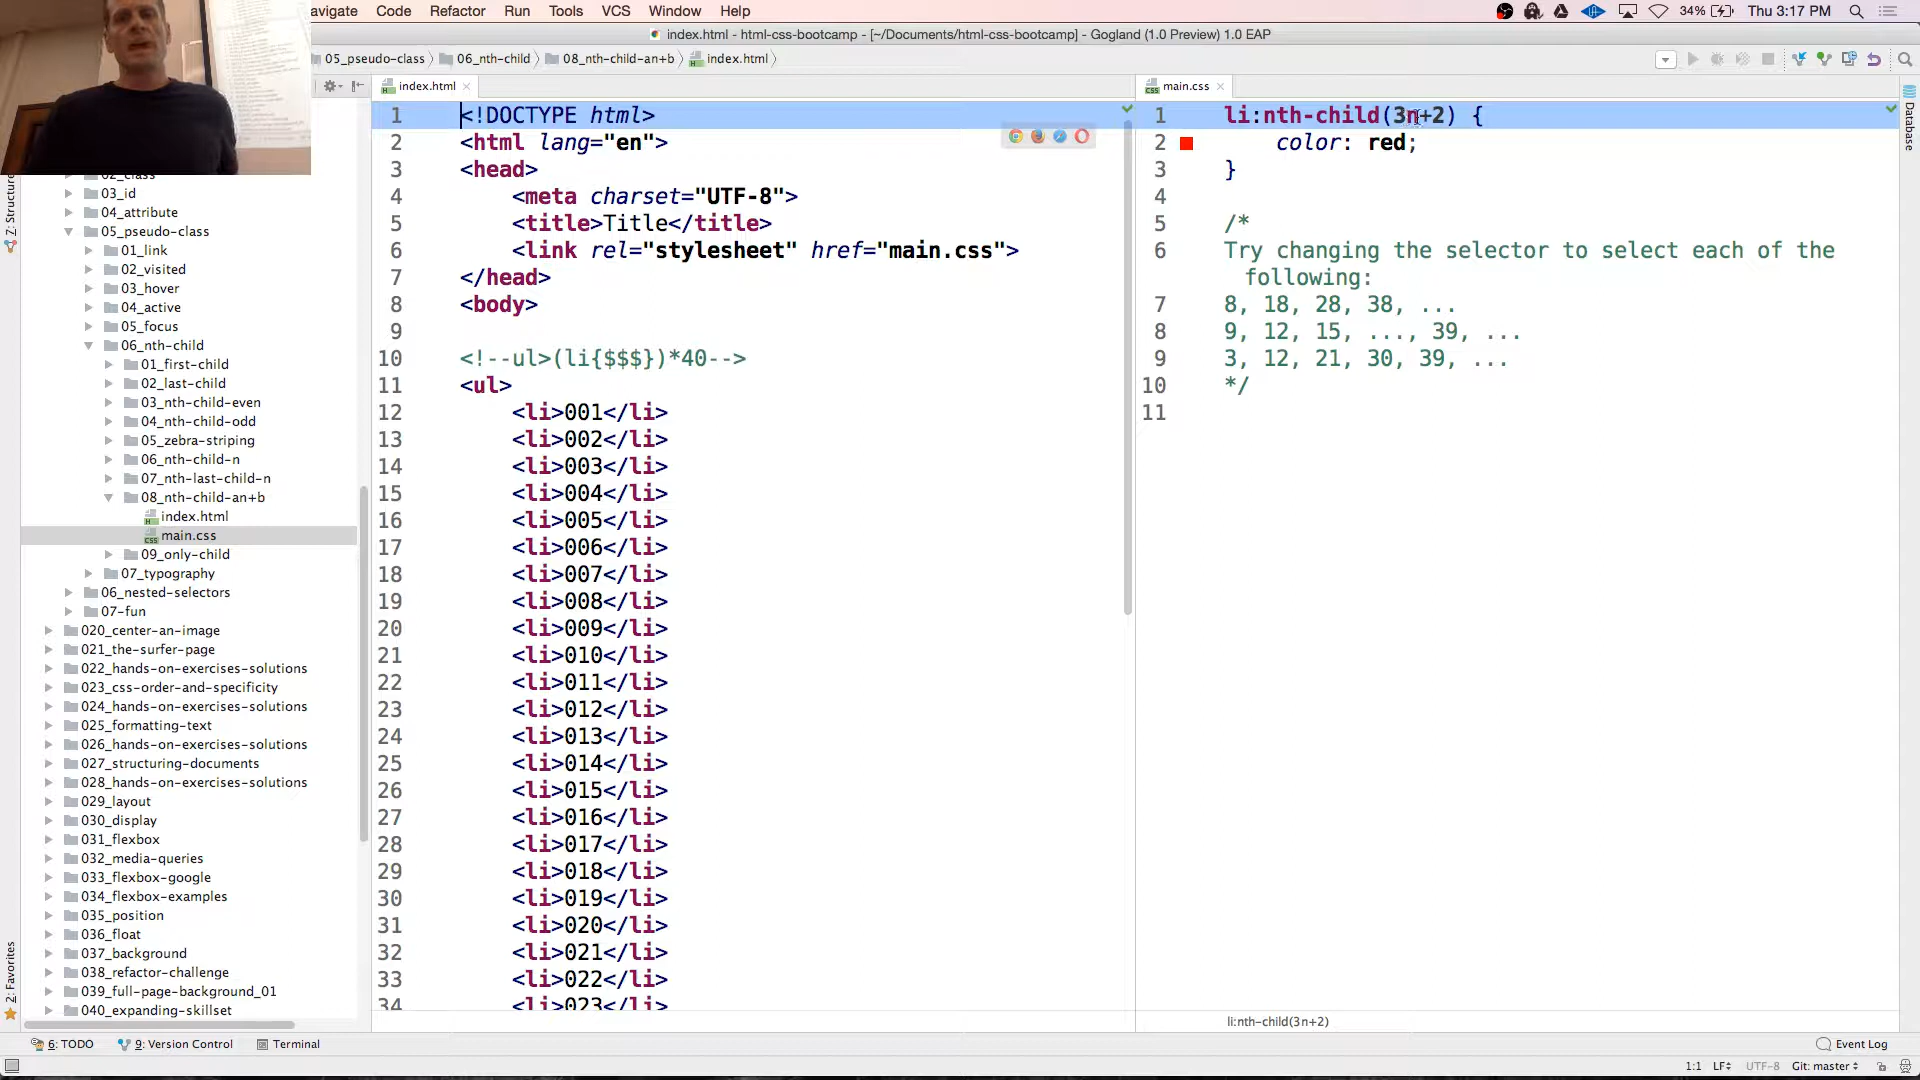 avigate Code Refactor Run Tools VCS Window Help 34% Thu 3:17 PM
index.html - html-css-bootcamp - [~/Documents/html-css-bootcamp] - Gogland (1.0 Preview) 1.0 EAP
05_pseudo-class 06_nth-child 08_nth-child-an+b index.html
index.html main.css
02_class
03_id
04_attribute
05_pseudo-class
01_link
02_visited
03_hover
04_active
05_focus
06_nth-child
01_first-child
02_last-child
03_nth-child-even
04_nth-child-odd
05_zebra-striping
06_nth-child-n
07_nth-last-child-n
08_nth-child-an+b
index.html
main.css
09_only-child
07_typography
06_nested-selectors
07-fun
020_center-an-image
021_the-surfer-page
022_hands-on-exercises-solutions
023_css-order-and-specificity
024_hands-on-exercises-solutions
025_formatting-text
026_hands-on-exercises-solutions
027_structuring-documents
028_hands-on-exercises-solutions
029_layout
030_display
031_flexbox
032_media-queries
033_flexbox-google
034_flexbox-examples
035_position
036_float
037_background
038_refactor-challenge
039_full-page-background_01
040_expanding-skillset
Z: Structure
2: Favorites
1 <!DOCTYPE html>
2 <html lang="en">
3 <head>
4 <meta charset="UTF-8">
5 <title>Title</title>
6 <link rel="stylesheet" href="main.css">
7 </head>
8 <body>
9
10 <!--ul>(li{$$$})*40-->
11 <ul>
12 <li>001</li>
13 <li>002</li>
14 <li>003</li>
15 <li>004</li>
16 <li>005</li>
17 <li>006</li>
18 <li>007</li>
19 <li>008</li>
20 <li>009</li>
21 <li>010</li>
22 <li>011</li>
23 <li>012</li>
24 <li>013</li>
25 <li>014</li>
26 <li>015</li>
27 <li>016</li>
28 <li>017</li>
29 <li>018</li>
30 <li>019</li>
31 <li>020</li>
32 <li>021</li>
33 <li>022</li>
34 <li>023</li>
1 li:nth-child(3n+2) {
2 color: red;
3 }
4
5 /*
6 Try changing the selector to select each of the
following:
7 8, 18, 28, 38, ...
8 9, 12, 15, ..., 39, ...
9 3, 12, 21, 30, 39, ...
10 */
11
Database
li:nth-child(3n+2)
6: TODO 9: Version Control Terminal Event Log
1:1 LF UTF-8 Git: master